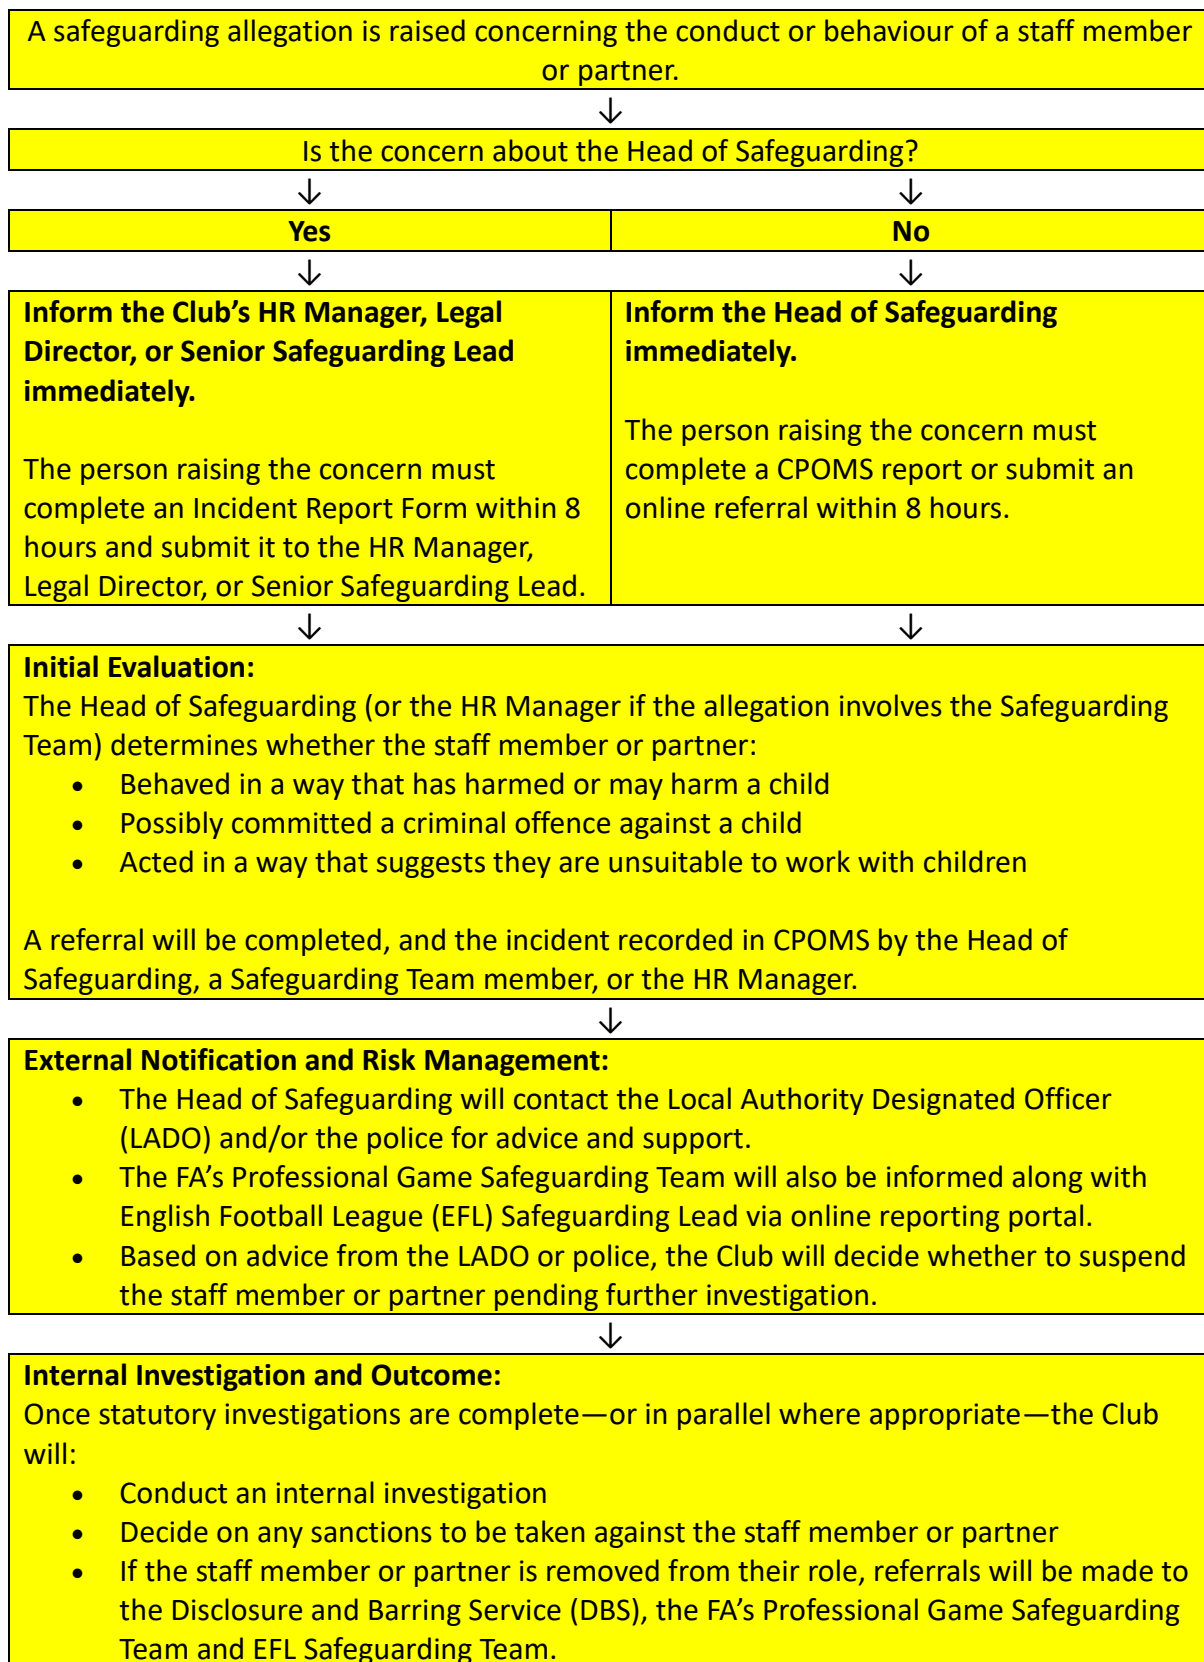 A safeguarding allegation is raised concerning the conduct or behaviour of a staff member
or partner.
↓
Is the concern about the Head of Safeguarding?
↓ ↓
Yes No
↓ ↓
Inform the Club’s HR Manager, Legal
Director, or Senior Safeguarding Lead
immediately.
The person raising the concern must
complete an Incident Report Form within 8
hours and submit it to the HR Manager,
Legal Director, or Senior Safeguarding Lead.
Inform the Head of Safeguarding
immediately.
The person raising the concern must
complete a CPOMS report or submit an
online referral within 8 hours.
↓ ↓
Initial Evaluation:
The Head of Safeguarding (or the HR Manager if the allegation involves the Safeguarding
Team) determines whether the staff member or partner:
• Behaved in a way that has harmed or may harm a child
• Possibly committed a criminal offence against a child
• Acted in a way that suggests they are unsuitable to work with children
A referral will be completed, and the incident recorded in CPOMS by the Head of
Safeguarding, a Safeguarding Team member, or the HR Manager.
↓
External Notification and Risk Management:
• The Head of Safeguarding will contact the Local Authority Designated Officer
(LADO) and/or the police for advice and support.
• The FA’s Professional Game Safeguarding Team will also be informed along with
English Football League (EFL) Safeguarding Lead via online reporting portal.
• Based on advice from the LADO or police, the Club will decide whether to suspend
the staff member or partner pending further investigation.
↓
Internal Investigation and Outcome:
Once statutory investigations are complete—or in parallel where appropriate—the Club
will:
• Conduct an internal investigation
• Decide on any sanctions to be taken against the staff member or partner
• If the staff member or partner is removed from their role, referrals will be made to
the Disclosure and Barring Service (DBS), the FA’s Professional Game Safeguarding
Team and EFL Safeguarding Team.